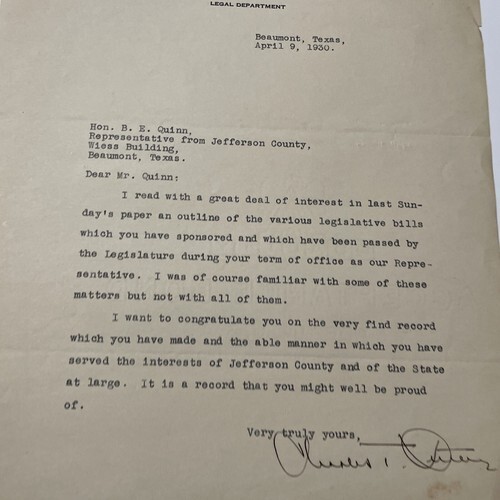 LEGAL DEPARTMENT
Beaumont, Texas,
April 9, 1930.
Hon. B. E. Quinn,
Representative from Jefferson County,
Wiess Building,
Beaumont, Texas.
Dear Mr. Quinn:
I read with a great deal of interest in last Sun-
day's paper an outline of the various legislative bills
which you have sponsored and which have been passed by
the Legislature during your term of office as our Repre-
sentative. I was of course familiar with some of these
matters but not with all of them.
I want to congratulate you on the very find record
which you have made and the able manner in which you have
served the interests of Jefferson County and of the State
at large. It is a record that you might well be proud
of.
Very truly yours,
Charles T.